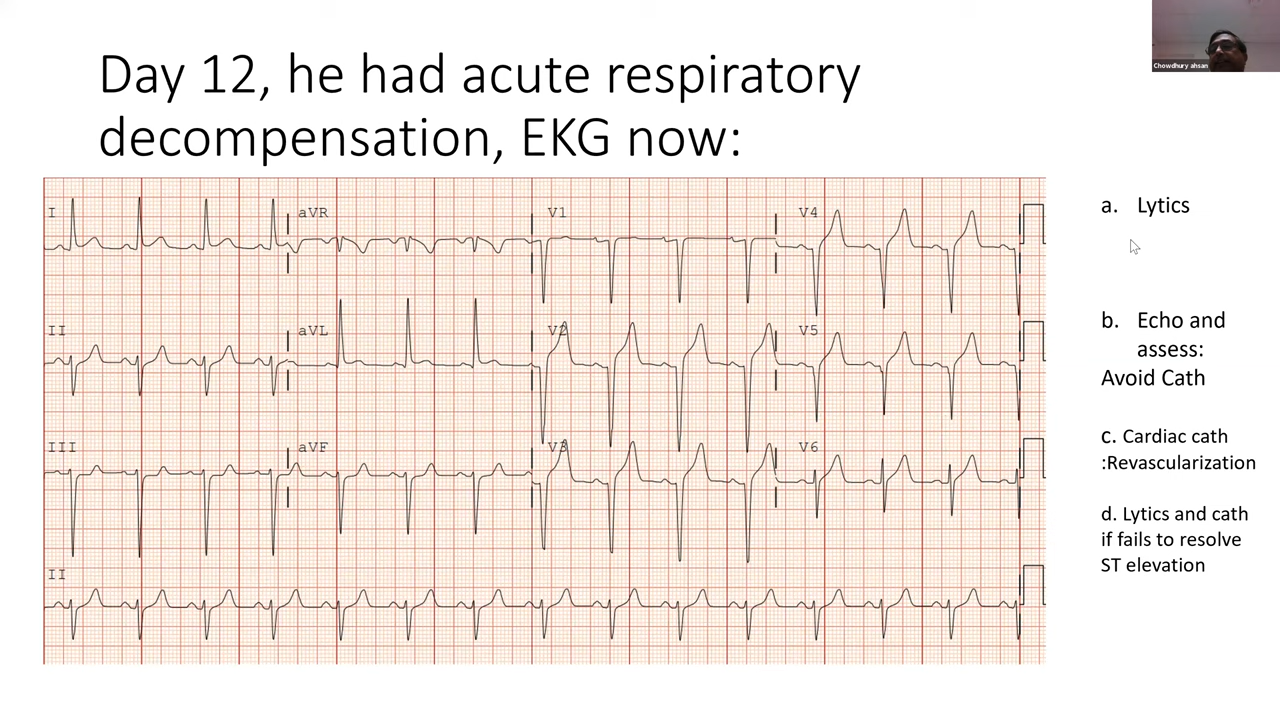 Day 12, he had acute respiratory
decompensation, EKG now:
Chowdhury ahsan
I
aVR
V1
V4
II
aVL
V2
V5
III
aVF
V3
V6
II
a. Lytics
b. Echo and
assess:
Avoid Cath
c. Cardiac cath
:Revascularization
d. Lytics and cath
if fails to resolve
ST elevation